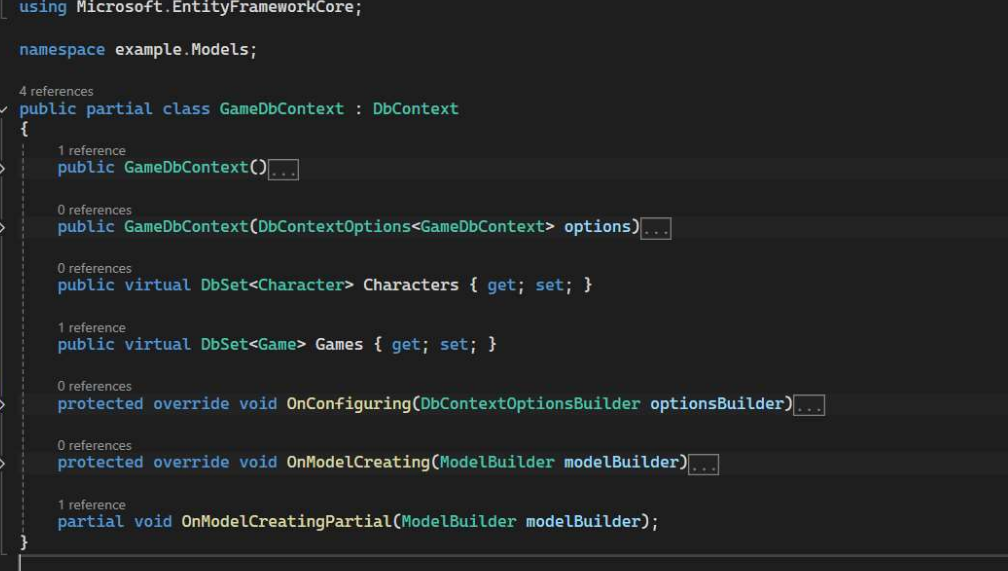 using Microsoft.EntityFrameworkCore;
namespace example.Models;
4 references
public partial class GameDbContext : DbContext
{
1 reference
public GameDbContext()...
0 references
public GameDbContext(DbContextOptions<GameDbContext> options)...
0 references
public virtual DbSet<Character> Characters { get; set; }
1 reference
public virtual DbSet<Game> Games { get; set; }
0 references
protected override void OnConfiguring(DbContextOptionsBuilder optionsBuilder)...
0 references
protected override void OnModelCreating(ModelBuilder modelBuilder)...
1 reference
partial void OnModelCreatingPartial(ModelBuilder modelBuilder);
}